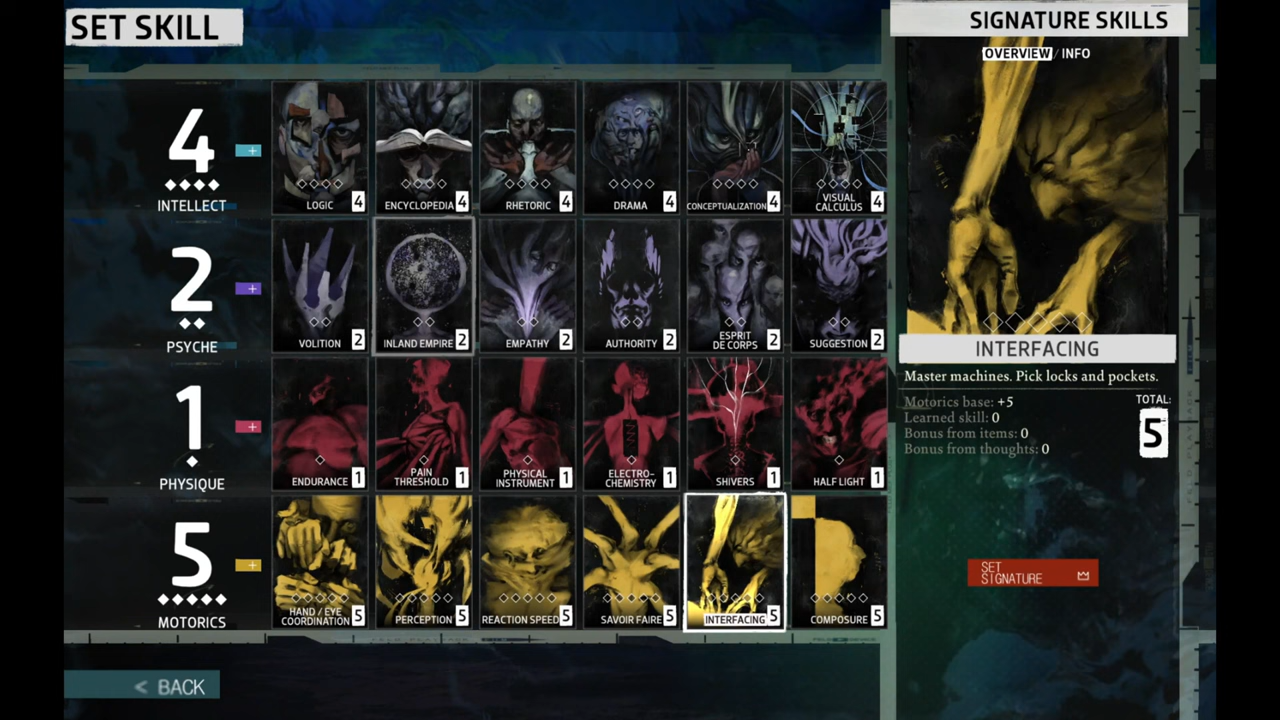 SET SKILL
SIGNATURE SKILLS
OVERVIEW / INFO
4
INTELLECT
+
LOGIC 4
ENCYCLOPEDIA 4
RHETORIC 4
DRAMA 4
CONCEPTUALIZATION 4
VISUAL
CALCULUS 4
2
PSYCHE
+
VOLITION 2
INLAND EMPIRE 2
EMPATHY 2
AUTHORITY 2
ESPRIT
DE CORPS 2
SUGGESTION 2
1
PHYSIQUE
+
ENDURANCE 1
PAIN
THRESHOLD 1
PHYSICAL
INSTRUMENT 1
ELECTRO-
CHEMISTRY 1
SHIVERS 1
HALF LIGHT 1
5
MOTORICS
+
HAND / EYE
COORDINATION 5
PERCEPTION 5
REACTION SPEED 5
SAVOIR FAIRE 5
INTERFACING 5
COMPOSURE 5
INTERFACING
Master machines. Pick locks and pockets.
Motorics base: +5
Learned skill: 0
Bonus from items: 0
Bonus from thoughts: 0
TOTAL:
5
SET
SIGNATURE
< BACK